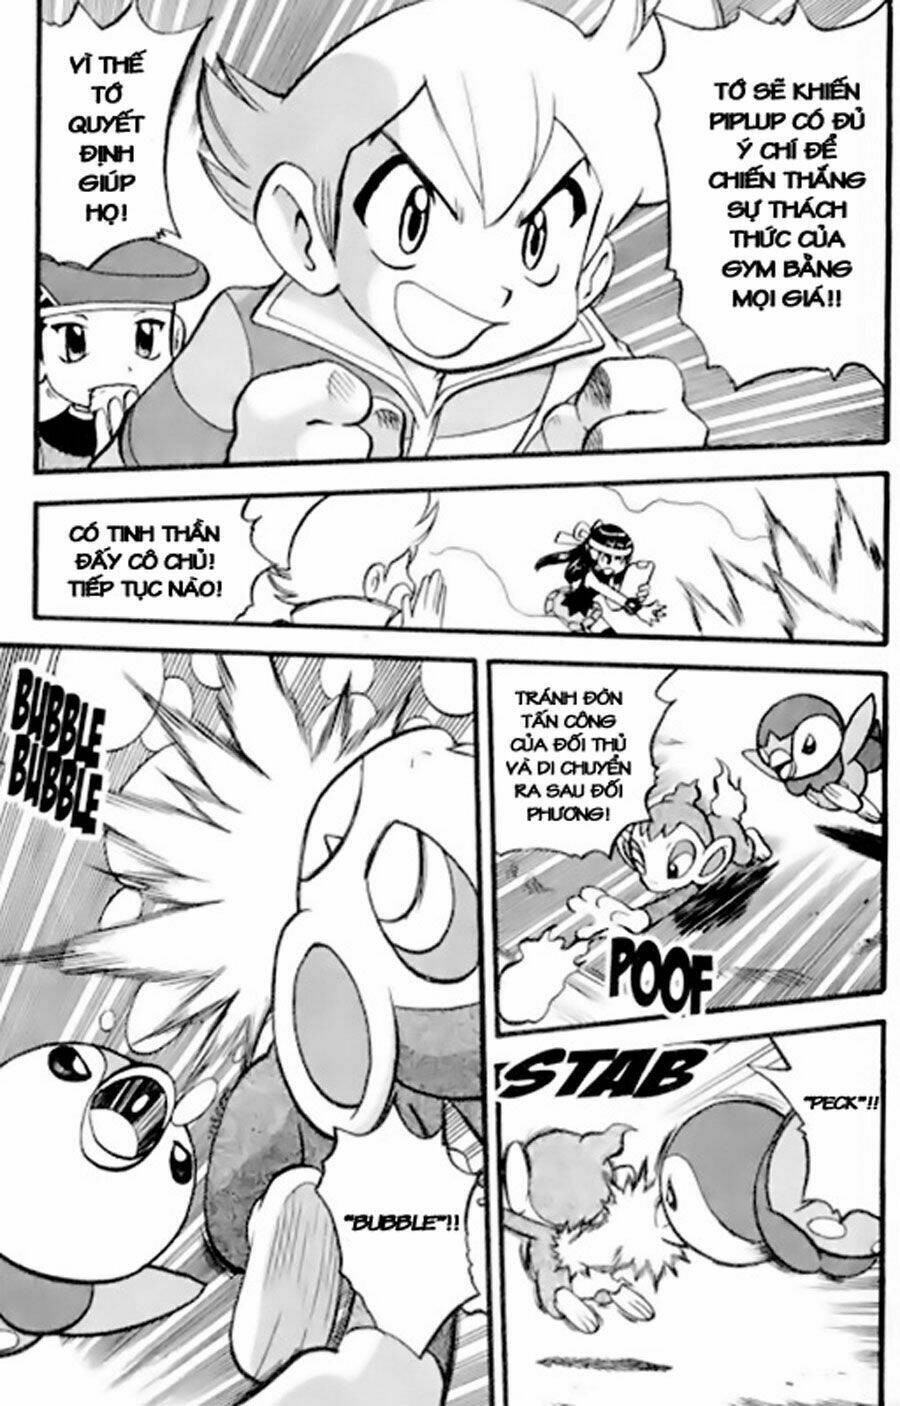 TỚ SẼ KHIẾN
PIPLUP CÓ ĐỦ
Ý CHÍ ĐỂ
CHIẾN THẮNG
SỰ THÁCH
THỨC CỦA
GYM BẰNG
MỌI GIÁ!!
VÌ THẾ
TỚ
QUYẾT
ĐỊNH
GIÚP
HỌ!
CÓ TINH THẦN
ĐẤY CÔ CHỦ!
TIẾP TỤC NÀO!
TRÁNH ĐÒN
TẤN CÔNG
CỦA ĐỐI THỦ
VÀ DI CHUYỂN
RA SAU ĐỐI
PHƯƠNG!
POOF
"PECK"!!
STAB
BUBBLE
BUBBLE
"BUBBLE"!!